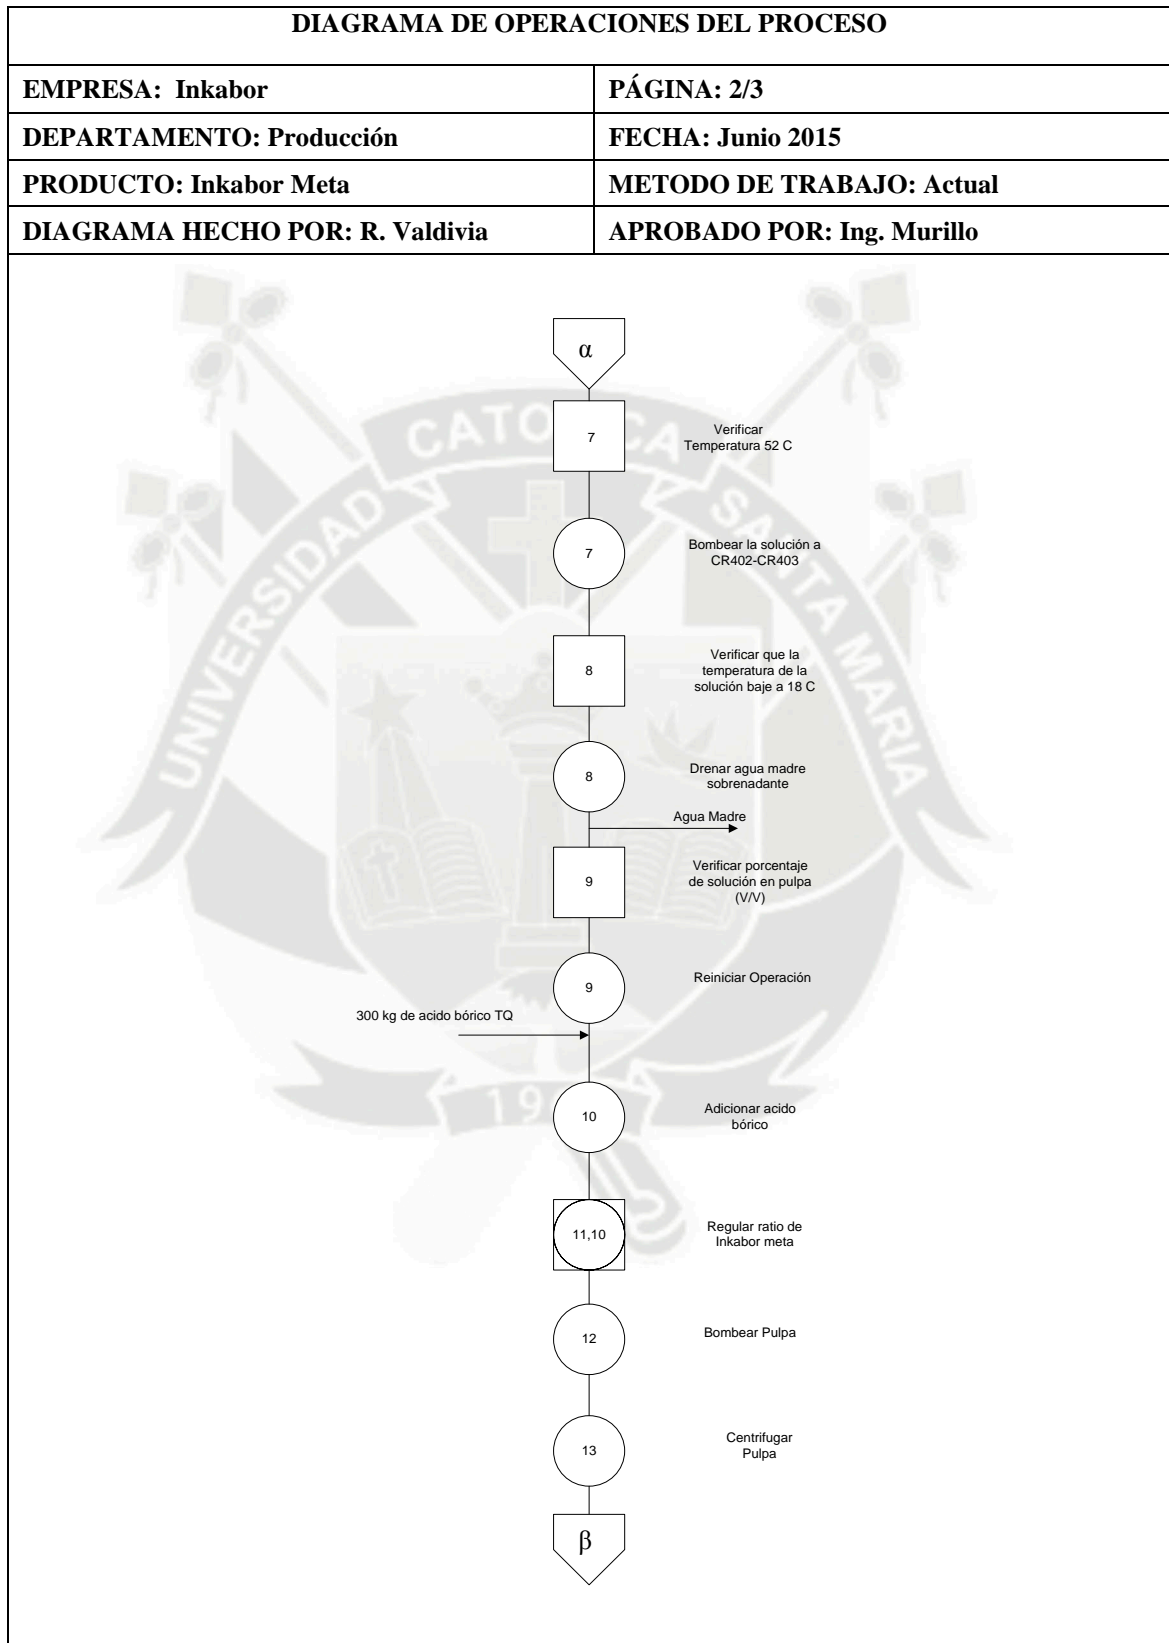 DIAGRAMA DE OPERACIONES DEL PROCESO
EMPRESA: Inkabor
PÁGINA: 2/3
DEPARTAMENTO: Producción
FECHA: Junio 2015
PRODUCTO: Inkabor Meta
METODO DE TRABAJO: Actual
DIAGRAMA HECHO POR: R. Valdivia
APROBADO POR: Ing. Murillo
UNIVERSIDAD CATOLICA SANTA MARIA
α
7
Verificar
Temperatura 52 C
7
Bombear la solución a
CR402-CR403
8
Verificar que la
temperatura de la
solución baje a 18 C
8
Drenar agua madre
sobrenadante
Agua Madre
9
Verificar porcentaje
de solución en pulpa
(V/V)
9
Reiniciar Operación
300 kg de acido bórico TQ
10
Adicionar acido
bórico
11,10
Regular ratio de
Inkabor meta
12
Bombear Pulpa
13
Centrifugar
Pulpa
β